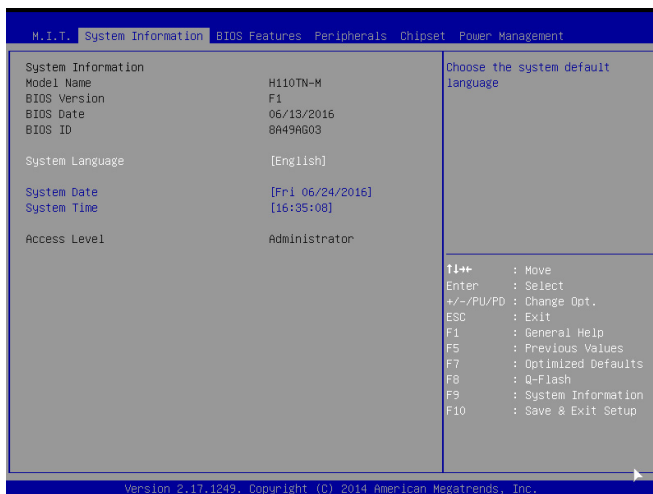 M.I.T. System Information BIOS Features Peripherals Chipset Power Management
System Information
Model Name H110TN-M
BIOS Version F1
BIOS Date 06/13/2016
BIOS ID 8A49AG03
System Language [English]
System Date [Fri 06/24/2016]
System Time [16:35:08]
Access Level Administrator
Choose the system default
language
↑↓→← : Move
Enter : Select
+/-/PU/PD : Change Opt.
ESC : Exit
F1 : General Help
F5 : Previous Values
F7 : Optimized Defaults
F8 : Q-Flash
F9 : System Information
F10 : Save & Exit Setup
Version 2.17.1249. Copyright (C) 2014 American Megatrends, Inc.